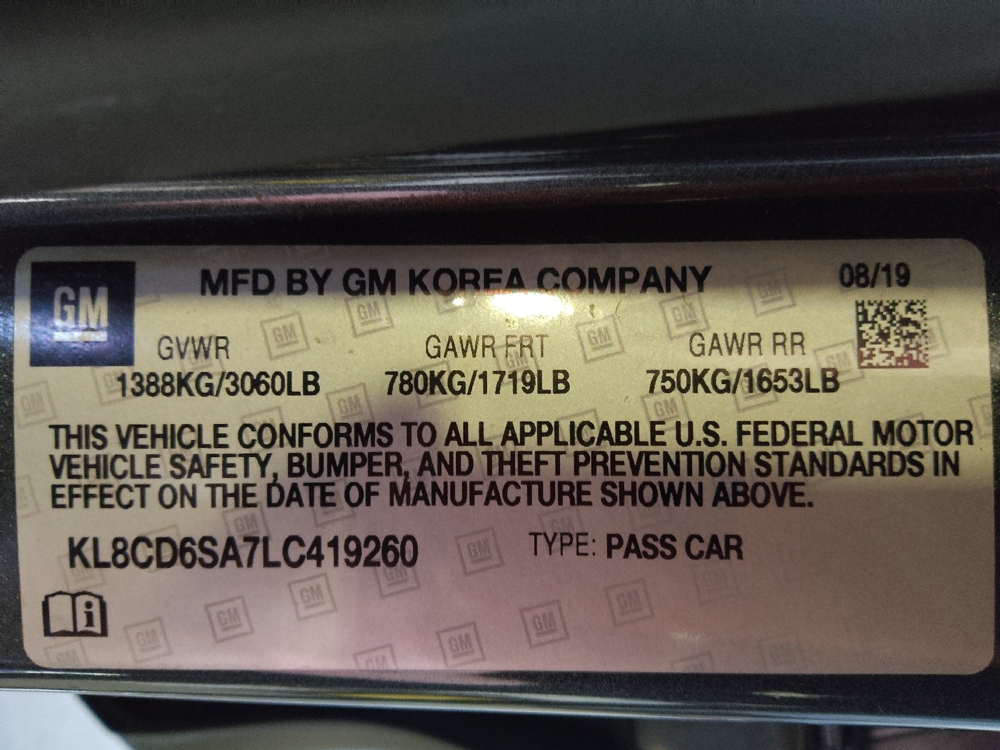 GM
MFD BY GM KOREA COMPANY
08/19
GVWR GAWR FRT GAWR RR
1388KG/3060LB 780KG/1719LB 750KG/1653LB
THIS VEHICLE CONFORMS TO ALL APPLICABLE U.S. FEDERAL MOTOR
VEHICLE SAFETY, BUMPER, AND THEFT PREVENTION STANDARDS IN
EFFECT ON THE DATE OF MANUFACTURE SHOWN ABOVE.
KL8CD6SA7LC419260 TYPE: PASS CAR